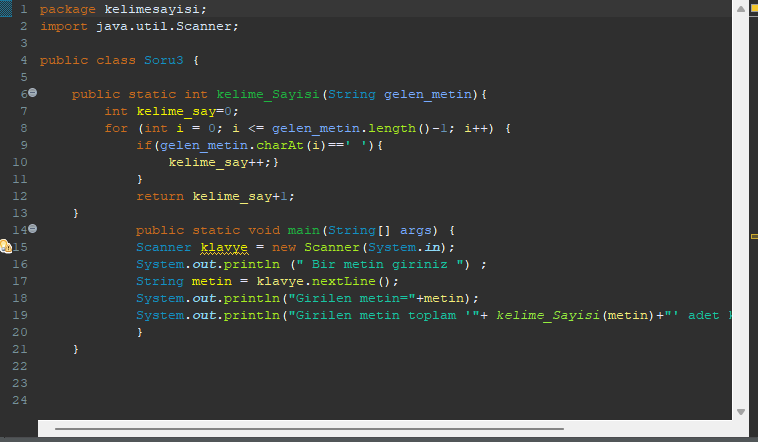 1 package kelimesayisi;
2 import java.util.Scanner;
3
4 public class Soru3 {
5
6 public static int kelime_Sayisi(String gelen_metin){
7 int kelime_say=0;
8 for (int i = 0; i <= gelen_metin.length()-1; i++) {
9 if(gelen_metin.charAt(i)==' '){
10 kelime_say++;}
11 }
12 return kelime_say+1;
13 }
14 public static void main(String[] args) {
15 Scanner klavye = new Scanner(System.in);
16 System.out.println (" Bir metin giriniz ") ;
17 String metin = klavye.nextLine();
18 System.out.println("Girilen metin="+metin);
19 System.out.println("Girilen metin toplam '"+ kelime_Sayisi(metin)+"' adet
20 }
21 }
22
23
24